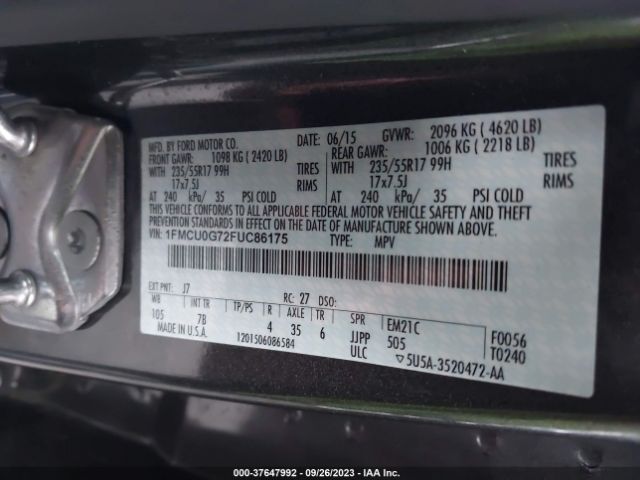 MFD. BY FORD MOTOR CO. DATE: 06/15 GVWR: 2096 KG ( 4620 LB)
FRONT GAWR: 1098 KG ( 2420 LB) REAR GAWR: 1006 KG ( 2218 LB)
WITH 235/55R17 99H TIRES WITH 235/55R17 99H TIRES
17x7.5J RIMS 17x7.5J RIMS
AT 240 kPa/ 35 PSI COLD AT 240 kPa/ 35 PSI COLD
THIS VEHICLE CONFORMS TO ALL APPLICABLE FEDERAL MOTOR VEHICLE SAFETY AND THEFT
PREVENTION STANDARDS IN EFFECT ON THE DATE OF MANUFACTURE SHOWN ABOVE.
VIN: 1FMCU0G72FUC86175 TYPE: MPV
EXT PNT: J7 RC: 27 DSO:
WB INT TR TP/PS R AXLE TR SPR EM21C F0056
105 7B 4 35 6 JJPP 505 T0240
MADE IN U.S.A. 1201506086584 ULC ▽5U5A-3520472-AA
000-37647992 - 09/26/2023 - IAA Inc.